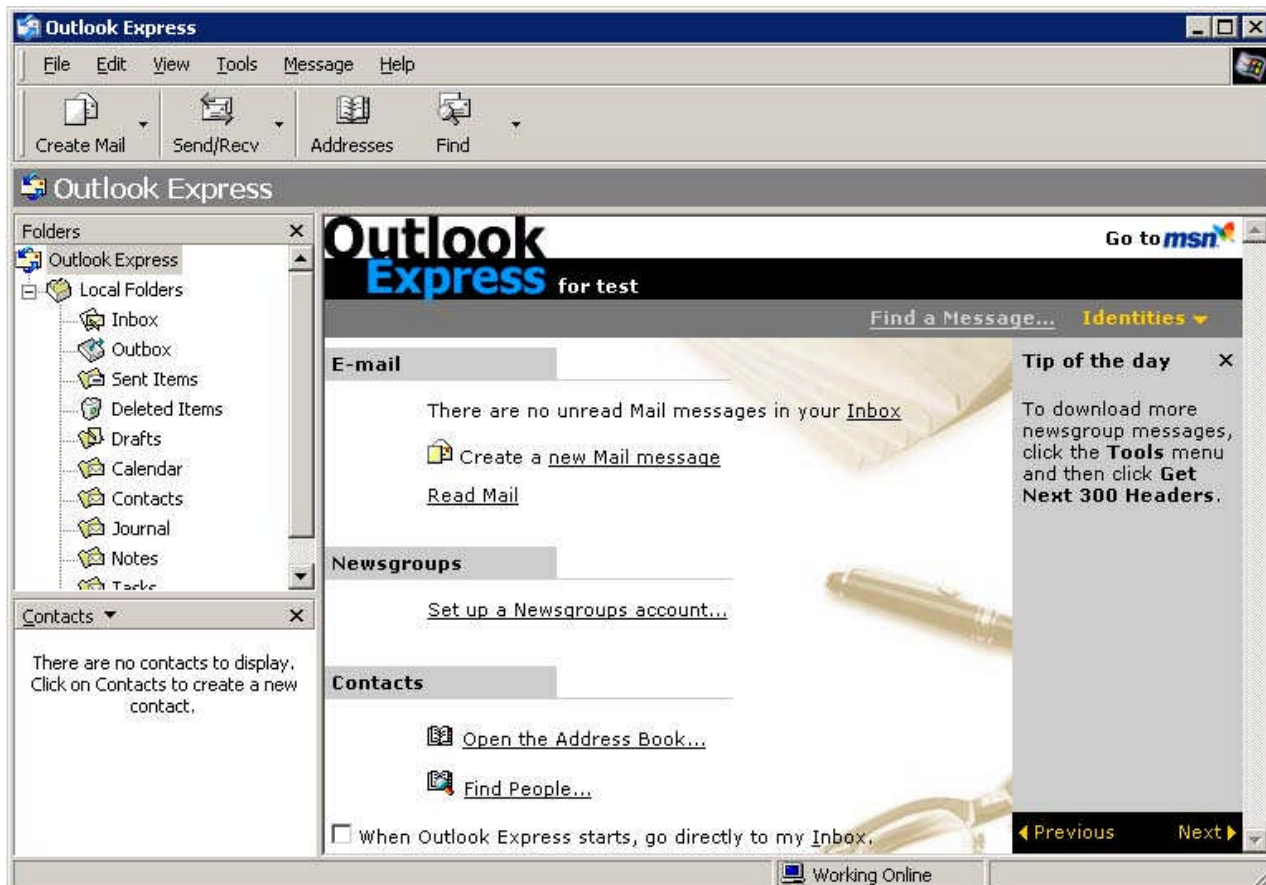 Outlook Express
File Edit View Tools Message Help
Create Mail Send/Recv Addresses Find
Outlook Express
Folders
Outlook Express
Local Folders
Inbox
Outbox
Sent Items
Deleted Items
Drafts
Calendar
Contacts
Journal
Notes
Tasks
Contacts
There are no contacts to display.
Click on Contacts to create a new
contact.
Outlook
Express for test
Go to msn
Find a Message... Identities
E-mail
There are no unread Mail messages in your Inbox
Create a new Mail message
Read Mail
Newsgroups
Set up a Newsgroups account...
Contacts
Open the Address Book...
Find People...
When Outlook Express starts, go directly to my Inbox.
Tip of the day
To download more
newsgroup messages,
click the Tools menu
and then click Get
Next 300 Headers.
Previous Next
Working Online